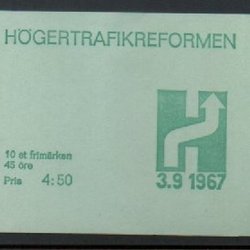 HÖGERTRAFIKREFORMEN
10 st frimärken
45 öre
Pris 4:50
3.9 1967